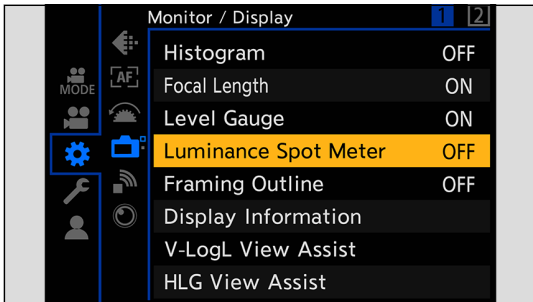 Monitor / Display 1 2
Histogram OFF
Focal Length ON
Level Gauge ON
Luminance Spot Meter OFF
Framing Outline OFF
Display Information
V-LogL View Assist
HLG View Assist
MODE
AF